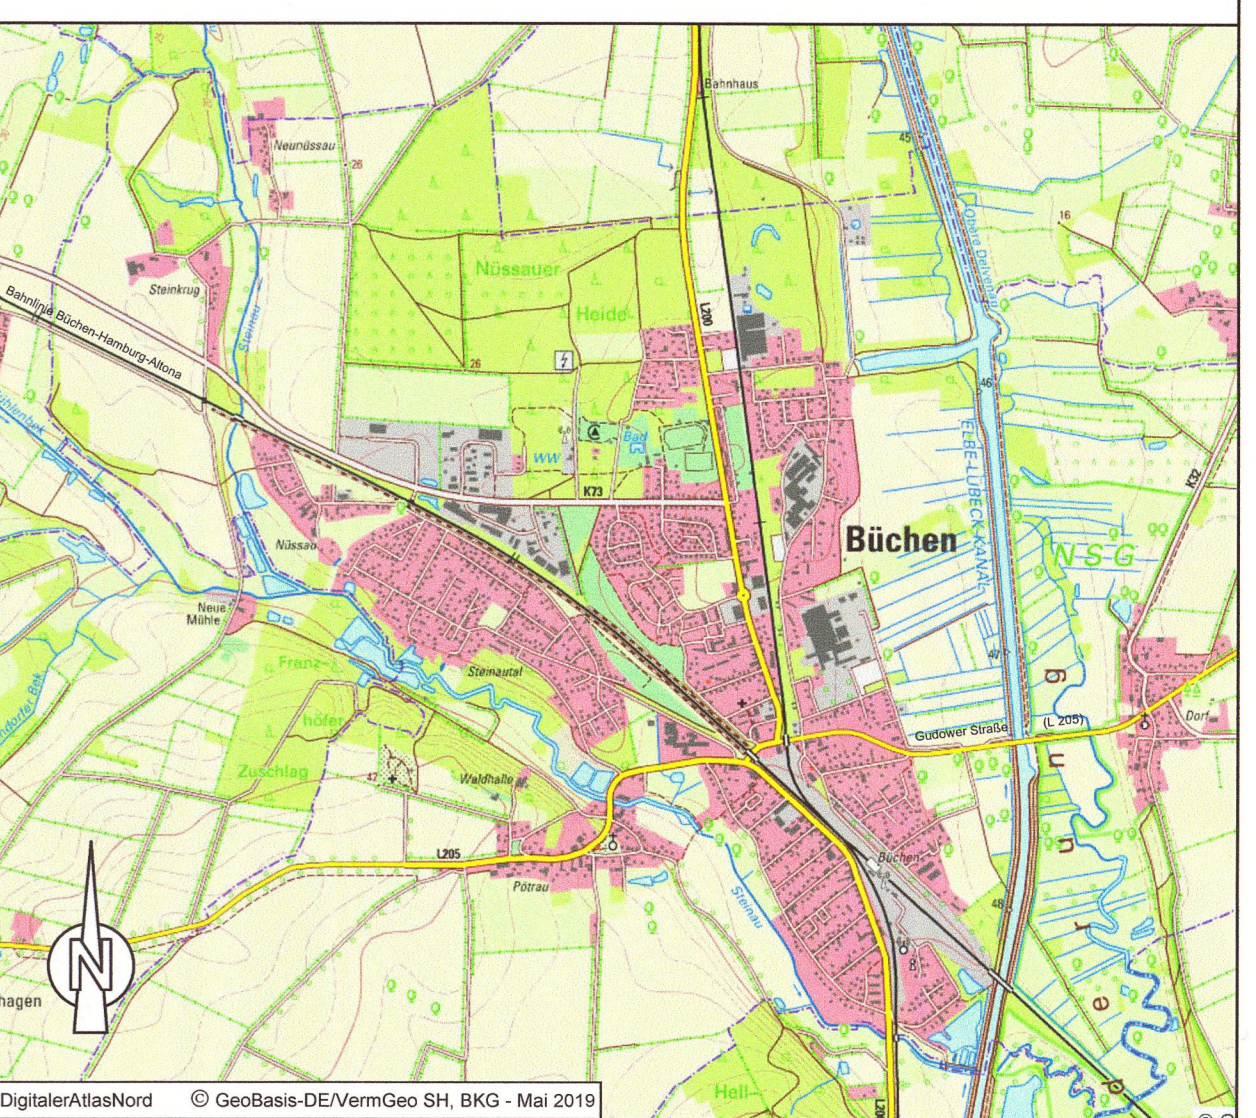 Bahnhaus
45
Neunüssau
26
16
Obere Delvenau
Nüssauer
Steinkrug
Bahnlinie Büchen-Hamburg-Altona
Heide
L200
Steinau
26
46
ELBE-LÜBECK-KANAL
Bad
WW
K73
K32
Büchen
NSG
Nüssau
Neue
Mühle
Franz-
höfer
Zuschlag
Steinautal
47
g
Dorf
Gudower Straße
(L 205)
u
47
Waldhalle
n
L205
Pötrau
Büchen
Steinau
48
r
8
N
hagen
e
d
Hell-
DigitalerAtlasNord © GeoBasis-DE/VermGeo SH, BKG - Mai 2019